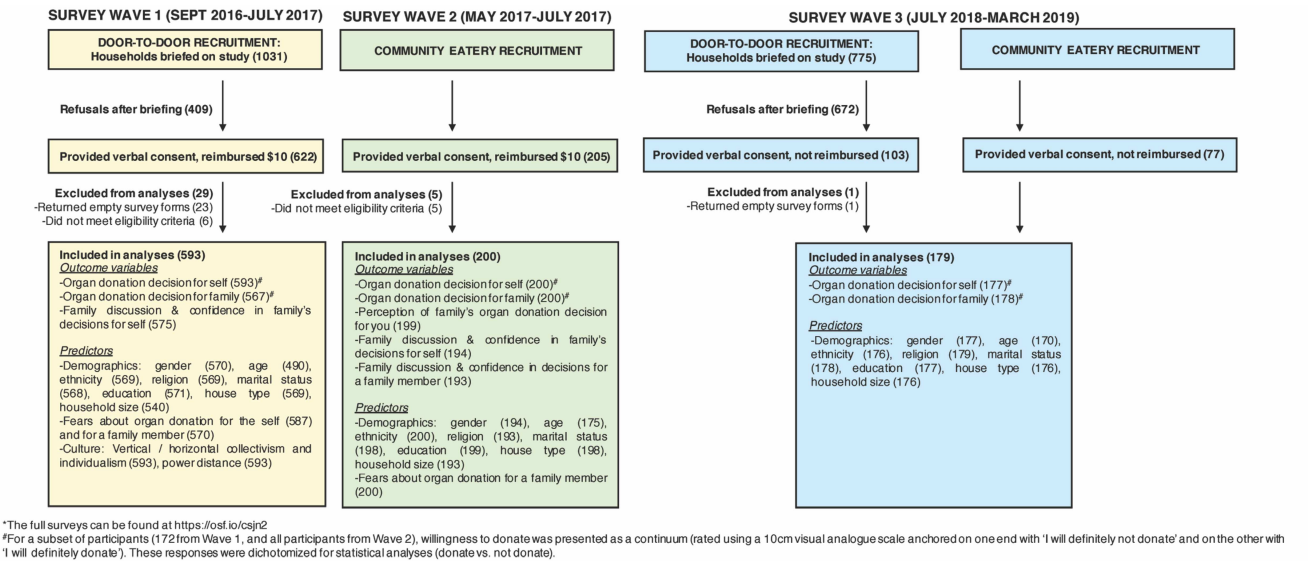 SURVEY WAVE 1 (SEPT 2016-JULY 2017)
DOOR-TO-DOOR RECRUITMENT:
Households briefed on study (1031)
Refusals after briefing (409)
Provided verbal consent, reimbursed $10 (622)
Excluded from analyses (29)
-Returned empty survey forms (23)
-Did not meet eligibility criteria (6)
Included in analyses (593)
Outcome variables
-Organ donation decision for self (593)#
-Organ donation decision for family (567)#
-Family discussion & confidence in family's
decisions for self (575)
Predictors
-Demographics: gender (570), age (490),
ethnicity (569), religion (569), marital status
(568), education (571), house type (569),
household size (540)
-Fears about organ donation for the self (587)
and for a family member (570)
-Culture: Vertical / horizontal collectivism and
individualism (593), power distance (593)
SURVEY WAVE 2 (MAY 2017-JULY 2017)
COMMUNITY EATERY RECRUITMENT
Provided verbal consent, reimbursed $10 (205)
Excluded from analyses (5)
-Did not meet eligibility criteria (5)
Included in analyses (200)
Outcome variables
-Organ donation decision for self (200)#
-Organ donation decision for family (200)#
-Perception of family's organ donation decision
for you (199)
-Family discussion & confidence in family's
decisions for self (194)
-Family discussion & confidence in decisions for
a family member (193)
Predictors
-Demographics: gender (194), age (175),
ethnicity (200), religion (193), marital status
(198), education (199), house type (198),
household size (193)
-Fears about organ donation for a family member
(200)
SURVEY WAVE 3 (JULY 2018-MARCH 2019)
DOOR-TO-DOOR RECRUITMENT:
Households briefed on study (775)
COMMUNITY EATERY RECRUITMENT
Refusals after briefing (672)
Provided verbal consent, not reimbursed (103)
Provided verbal consent, not reimbursed (77)
Excluded from analyses (1)
-Returned empty survey forms (1)
Included in analyses (179)
Outcome variables
-Organ donation decision for self (177)#
-Organ donation decision for family (178)#
Predictors
-Demographics: gender (177), age (170),
ethnicity (176), religion (179), marital status
(178), education (177), house type (176),
household size (176)
*The full surveys can be found at https://osf.io/csjn2
#For a subset of participants (172 from Wave 1, and all participants from Wave 2), willingness to donate was presented as a continuum (rated using a 10cm visual analogue scale anchored on one end with 'I will definitely not donate' and on the other with
'I will definitely donate'). These responses were dichotomized for statistical analyses (donate vs. not donate).